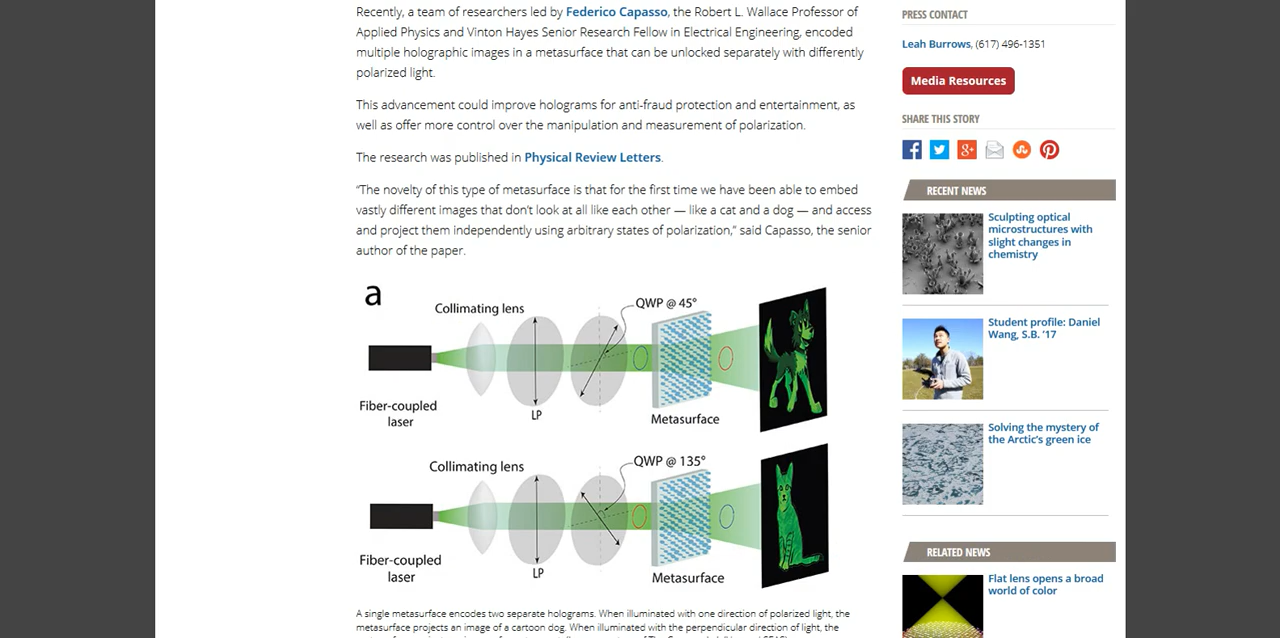 Recently, a team of researchers led by Federico Capasso, the Robert L. Wallace Professor of
Applied Physics and Vinton Hayes Senior Research Fellow in Electrical Engineering, encoded
multiple holographic images in a metasurface that can be unlocked separately with differently
polarized light.
This advancement could improve holograms for anti-fraud protection and entertainment, as
well as offer more control over the manipulation and measurement of polarization.
The research was published in Physical Review Letters.
“The novelty of this type of metasurface is that for the first time we have been able to embed
vastly different images that don’t look at all like each other — like a cat and a dog — and access
and project them independently using arbitrary states of polarization,” said Capasso, the senior
author of the paper.
a
Collimating lens
QWP @ 45°
Fiber-coupled
laser
LP
Metasurface
Collimating lens
QWP @ 135°
Fiber-coupled
laser
LP
Metasurface
A single metasurface encodes two separate holograms. When illuminated with one direction of polarized light, the
metasurface projects an image of a cartoon dog. When illuminated with the perpendicular direction of light, the
PRESS CONTACT
Leah Burrows, (617) 496-1351
Media Resources
SHARE THIS STORY
RECENT NEWS
Sculpting optical
microstructures with
slight changes in
chemistry
Student profile: Daniel
Wang, S.B. ’17
Solving the mystery of
the Arctic’s green ice
RELATED NEWS
Flat lens opens a broad
world of color